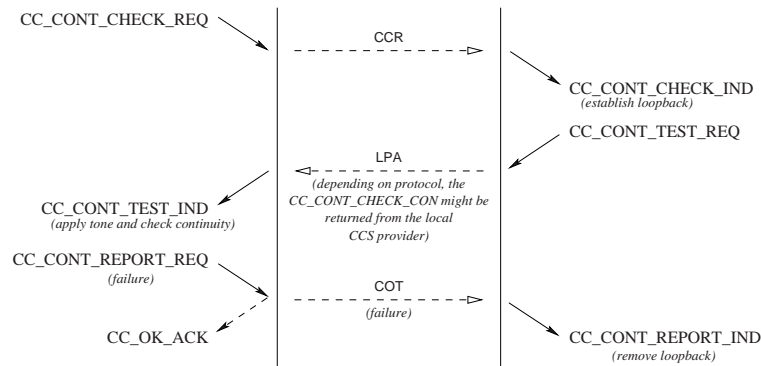 CC_CONT_CHECK_REQ
CCR
CC_CONT_CHECK_IND
(establish loopback)
CC_CONT_TEST_REQ
LPA
(depending on protocol, the
CC_CONT_CHECK_CON might be
returned from the local
CCS provider)
CC_CONT_TEST_IND
(apply tone and check continuity)
CC_CONT_REPORT_REQ
(failure)
COT
(failure)
CC_OK_ACK
CC_CONT_REPORT_IND
(remove loopback)